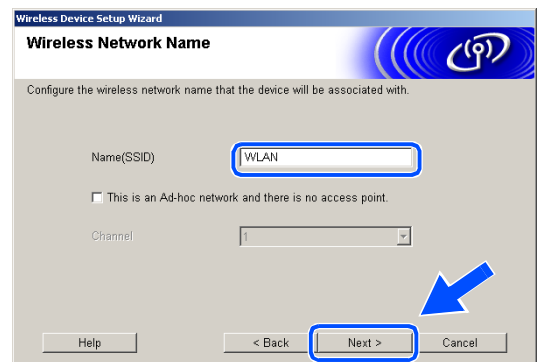 Wireless Device Setup Wizard
Wireless Network Name
Configure the wireless network name that the device will be associated with.
Name(SSID) WLAN
This is an Ad-hoc network and there is no access point.
Channel 1
Help < Back Next > Cancel